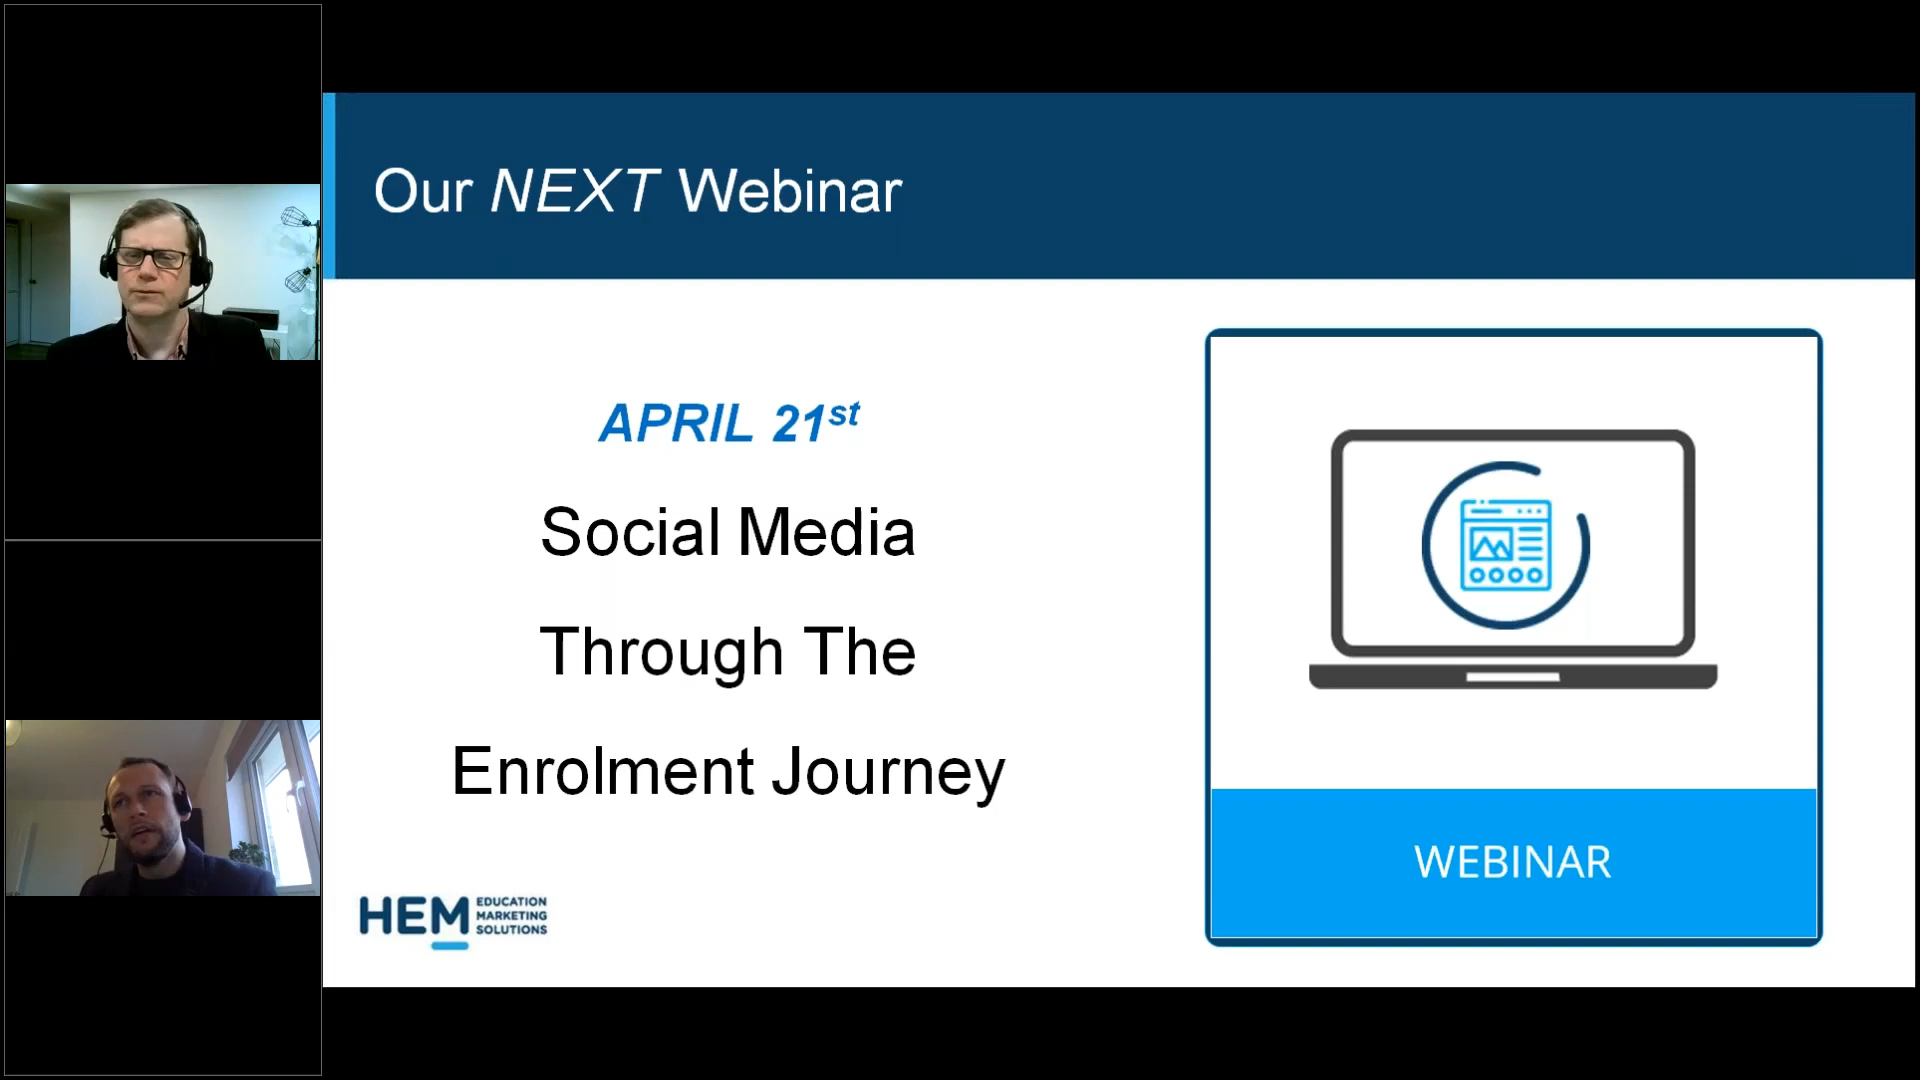 Our NEXT Webinar
APRIL 21st
Social Media
Through The
Enrolment Journey
WEBINAR
HEM EDUCATION
MARKETING
SOLUTIONS